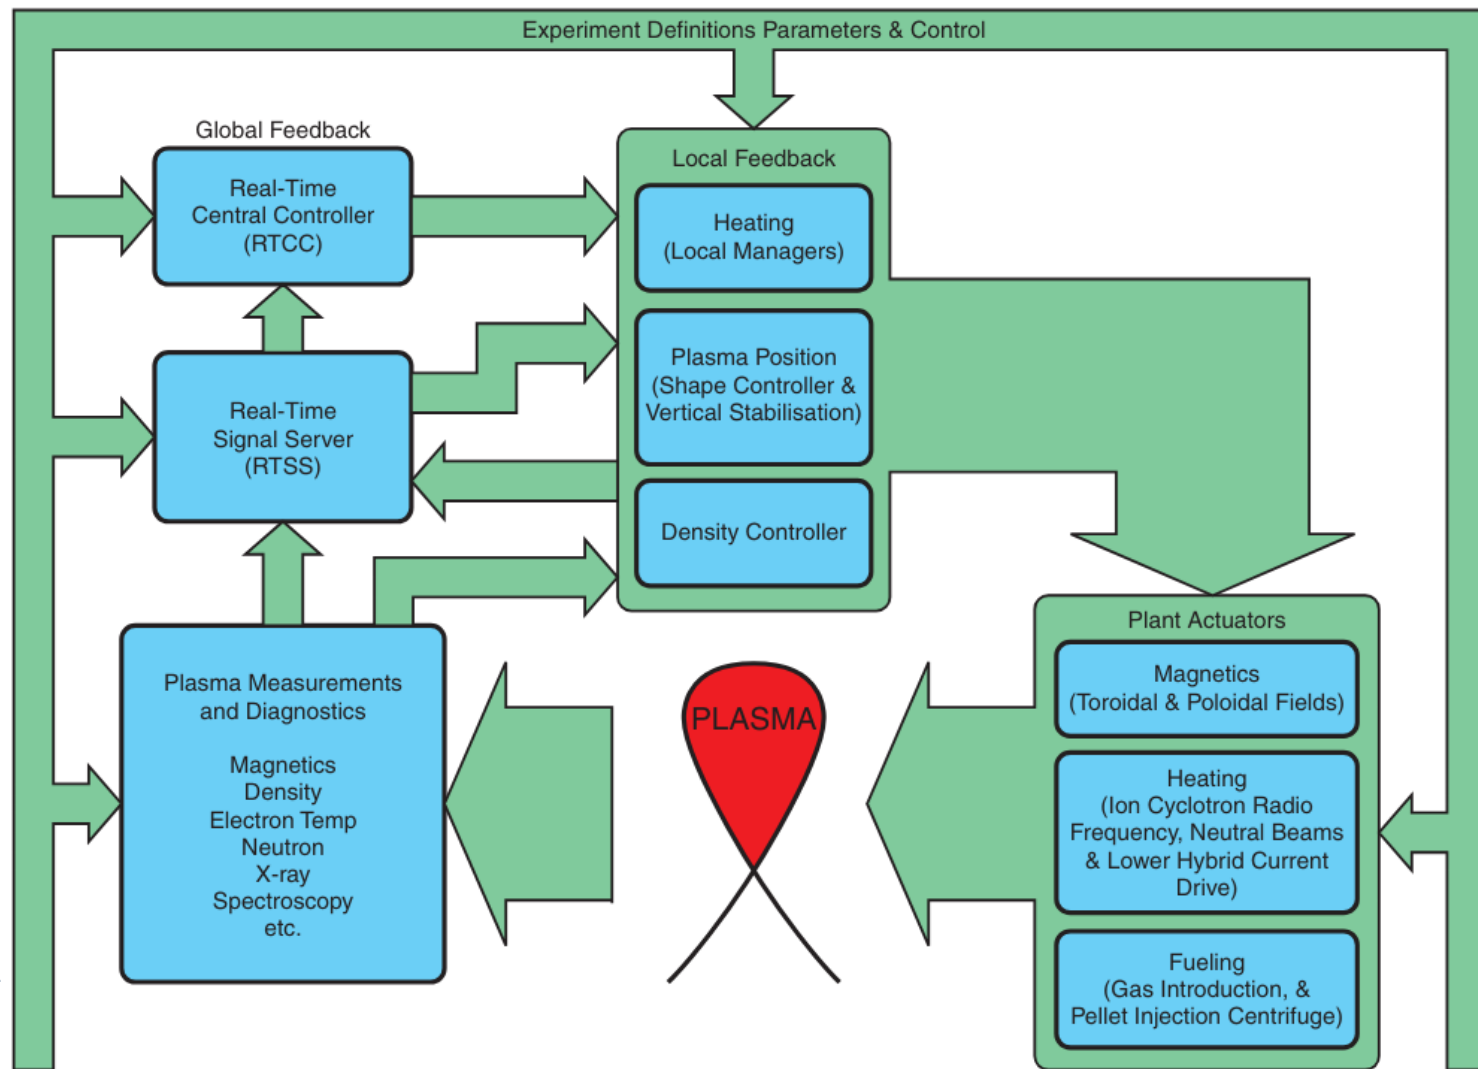 Experiment Definitions Parameters & Control
Global Feedback
Real-Time
Central Controller
(RTCC)
Real-Time
Signal Server
(RTSS)
Plasma Measurements
and Diagnostics
Magnetics
Density
Electron Temp
Neutron
X-ray
Spectroscopy
etc.
Local Feedback
Heating
(Local Managers)
Plasma Position
(Shape Controller &
Vertical Stabilisation)
Density Controller
PLASMA
Plant Actuators
Magnetics
(Toroidal & Poloidal Fields)
Heating
(Ion Cyclotron Radio
Frequency, Neutral Beams
& Lower Hybrid Current
Drive)
Fueling
(Gas Introduction, &
Pellet Injection Centrifuge)